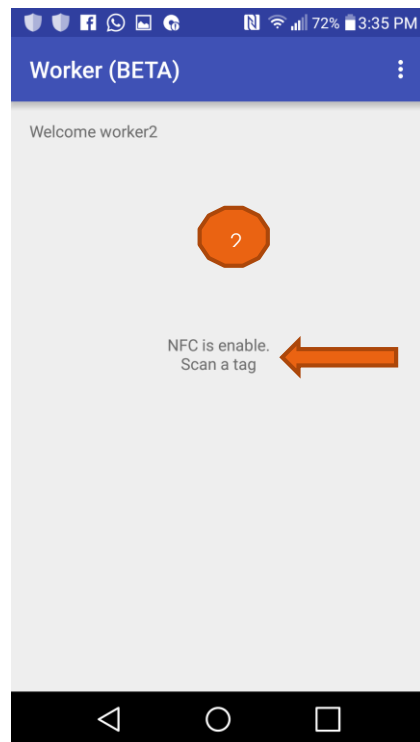 72% 3:35 PM
Worker (BETA)
Welcome worker2
2
NFC is enable.
Scan a tag